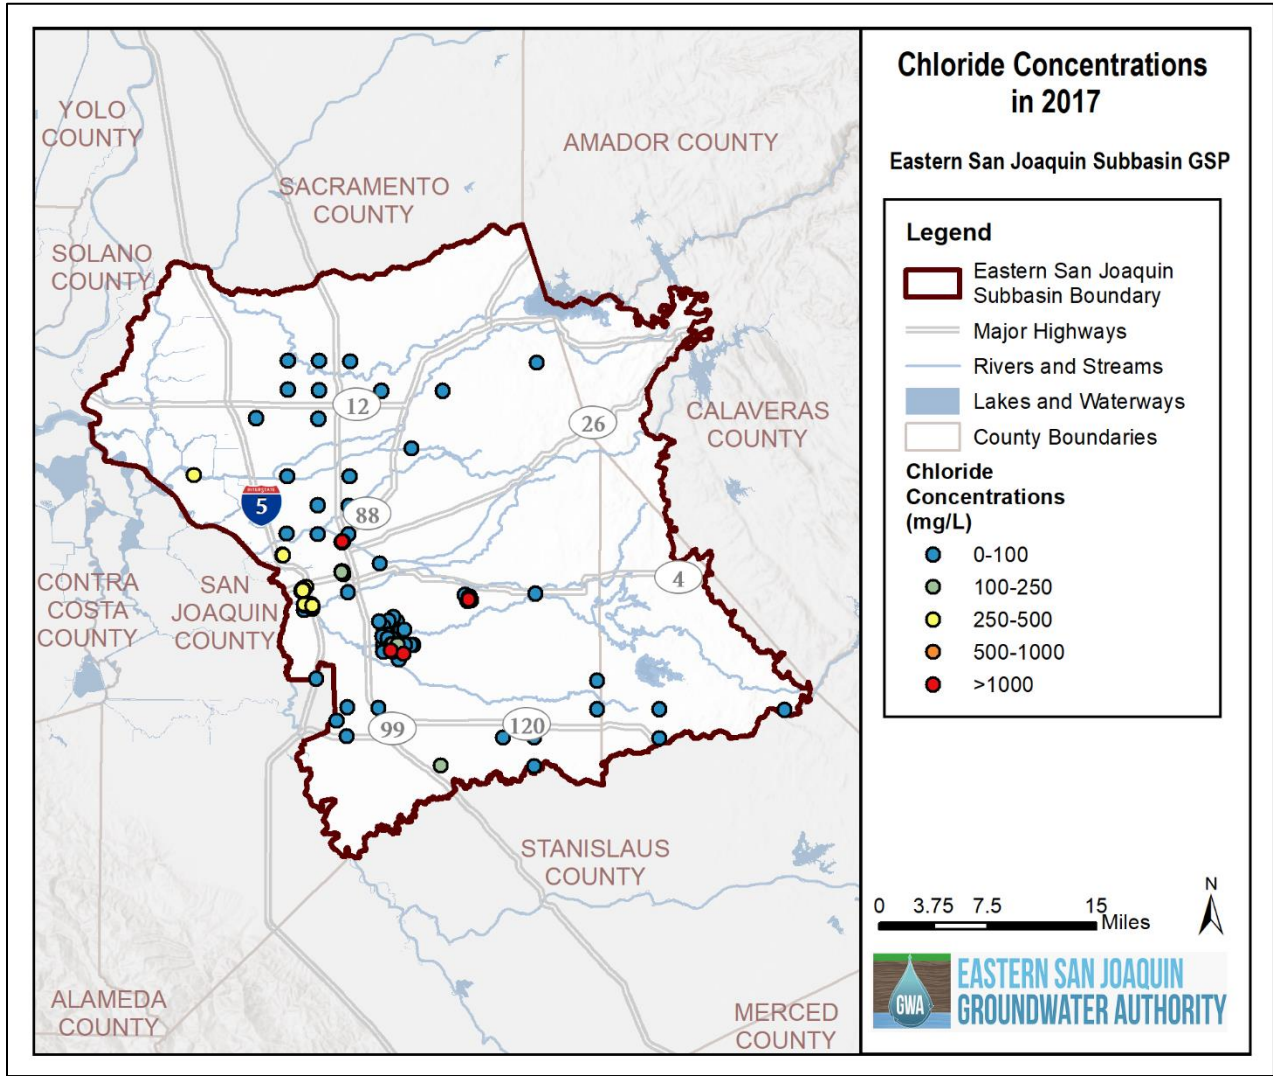 Chloride Concentrations
in 2017
Eastern San Joaquin Subbasin GSP
Legend
Eastern San Joaquin
Subbasin Boundary
Major Highways
Rivers and Streams
Lakes and Waterways
County Boundaries
Chloride
Concentrations
(mg/L)
0-100
100-250
250-500
500-1000
>1000
YOLO
COUNTY
AMADOR COUNTY
SACRAMENTO
COUNTY
SOLANO
COUNTY
CALAVERAS
COUNTY
12
26
INTERSTATE
5
88
4
CONTRA
COSTA
COUNTY
SAN
JOAQUIN
COUNTY
99
120
STANISLAUS
COUNTY
ALAMEDA
COUNTY
MERCED
COUNTY
N
0 3.75 7.5 15
Miles
GWA
EASTERN SAN JOAQUIN
GROUNDWATER AUTHORITY